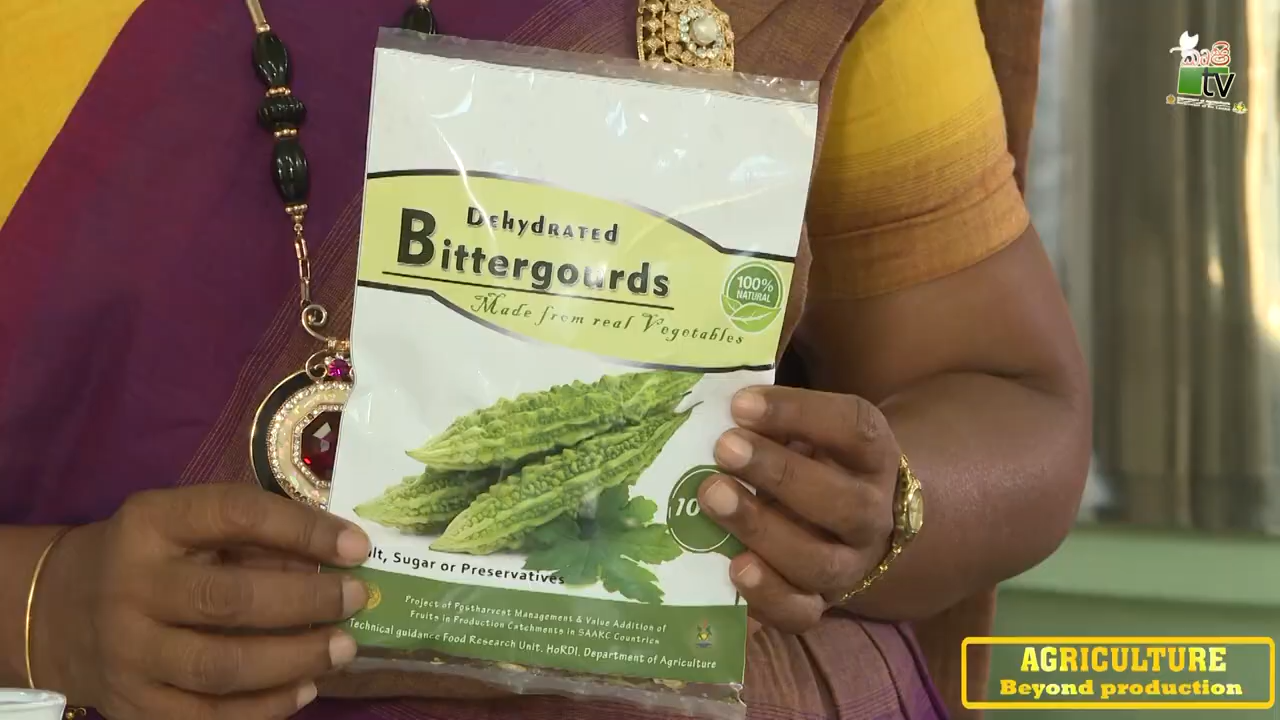 කෘෂි
tv
Dehydrated
Bittergourds
Made from real Vegetables
100%
NATURAL
10
lt, Sugar or Preservatives
Project of Postharvest Management & Value Addition of
Fruits in Production Catchments in SAARC Countries
Technical guidance Food Research Unit. HoRDI. Department of Agriculture
AGRICULTURE
Beyond production